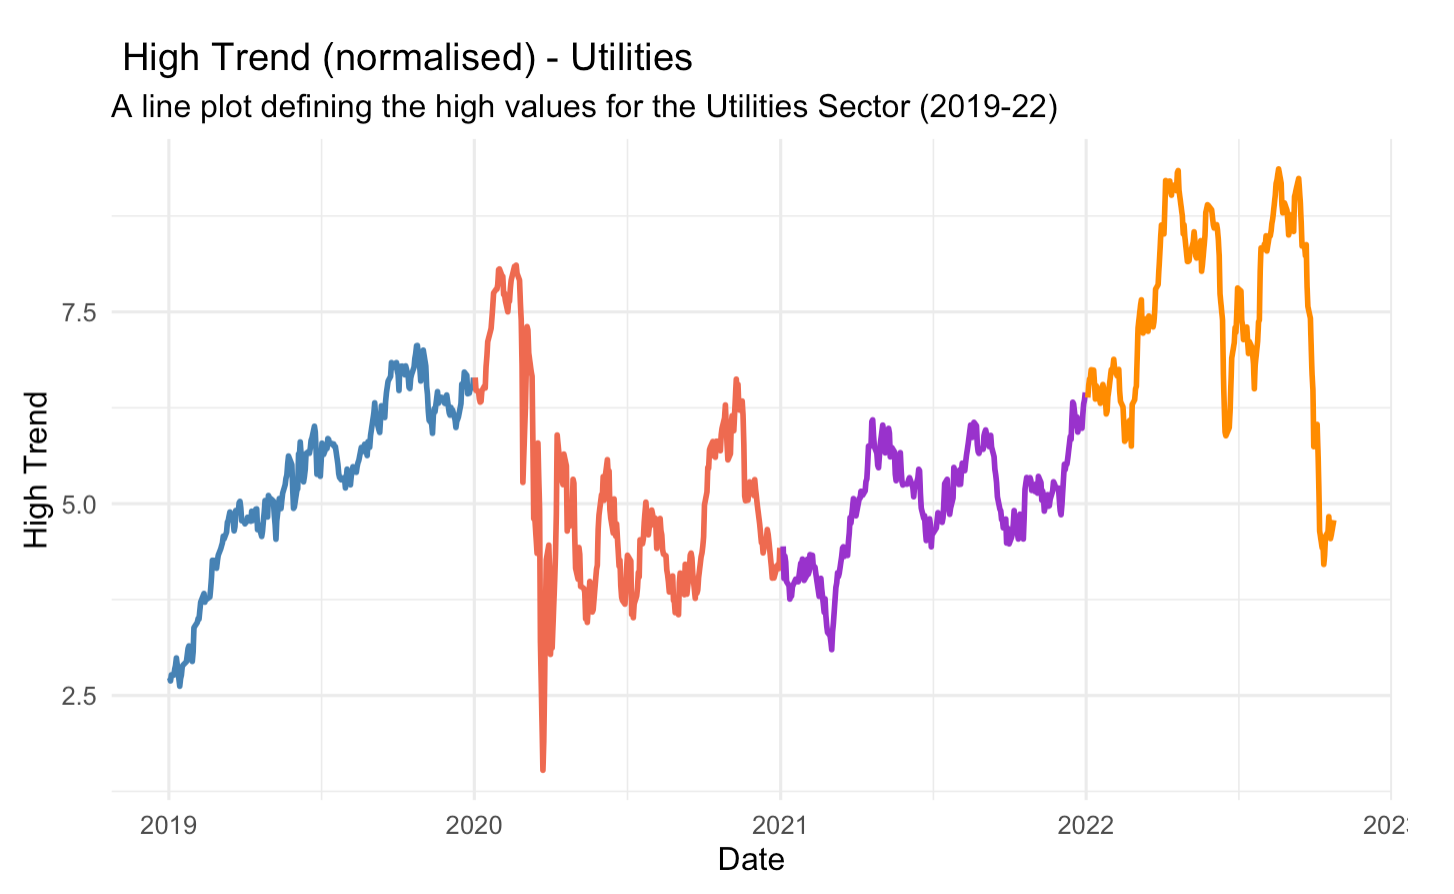 High Trend (normalised) - Utilities
A line plot defining the high values for the Utilities Sector (2019-22)
High Trend
7.5
5.0
2.5
2019 2020 2021 2022
Date